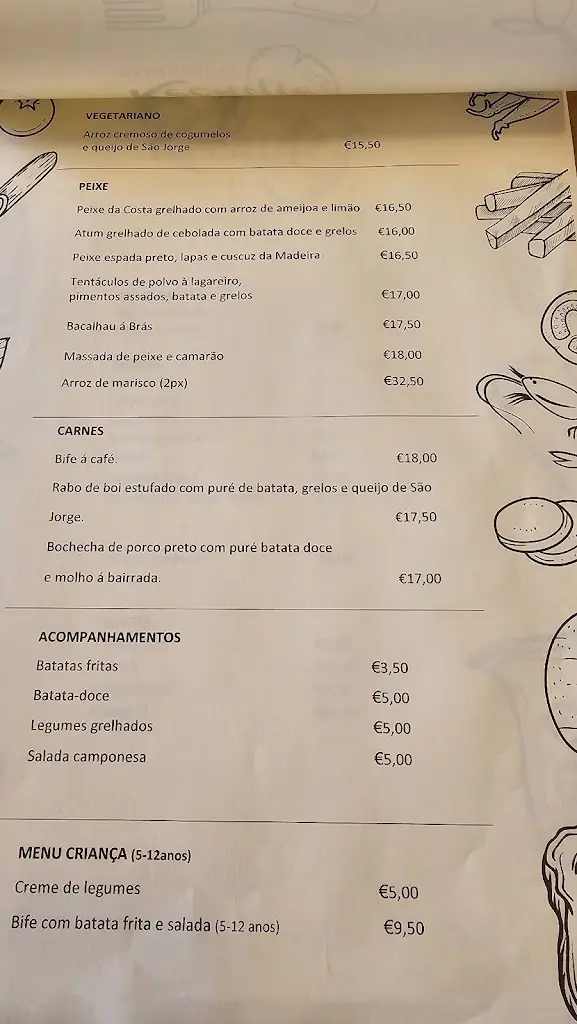 VEGETARIANO
Arroz cremoso de cogumelos
e queijo de São Jorge €15,50
PEIXE
Peixe da Costa grelhado com arroz de ameijoa e limão €16,50
Atum grelhado de cebolada com batata doce e grelos €16,00
Peixe espada preto, lapas e cuscuz da Madeira €16,50
Tentáculos de polvo à lagareiro,
pimentos assados, batata e grelos €17,00
Bacalhau á Brás €17,50
Massada de peixe e camarão €18,00
Arroz de marisco (2px) €32,50
CARNES
Bife á café. €18,00
Rabo de boi estufado com puré de batata, grelos e queijo de São
Jorge. €17,50
Bochecha de porco preto com puré batata doce
e molho á bairrada. €17,00
ACOMPANHAMENTOS
Batatas fritas €3,50
Batata-doce €5,00
Legumes grelhados €5,00
Salada camponesa €5,00
MENU CRIANÇA (5-12anos)
Creme de legumes €5,00
Bife com batata frita e salada (5-12 anos) €9,50